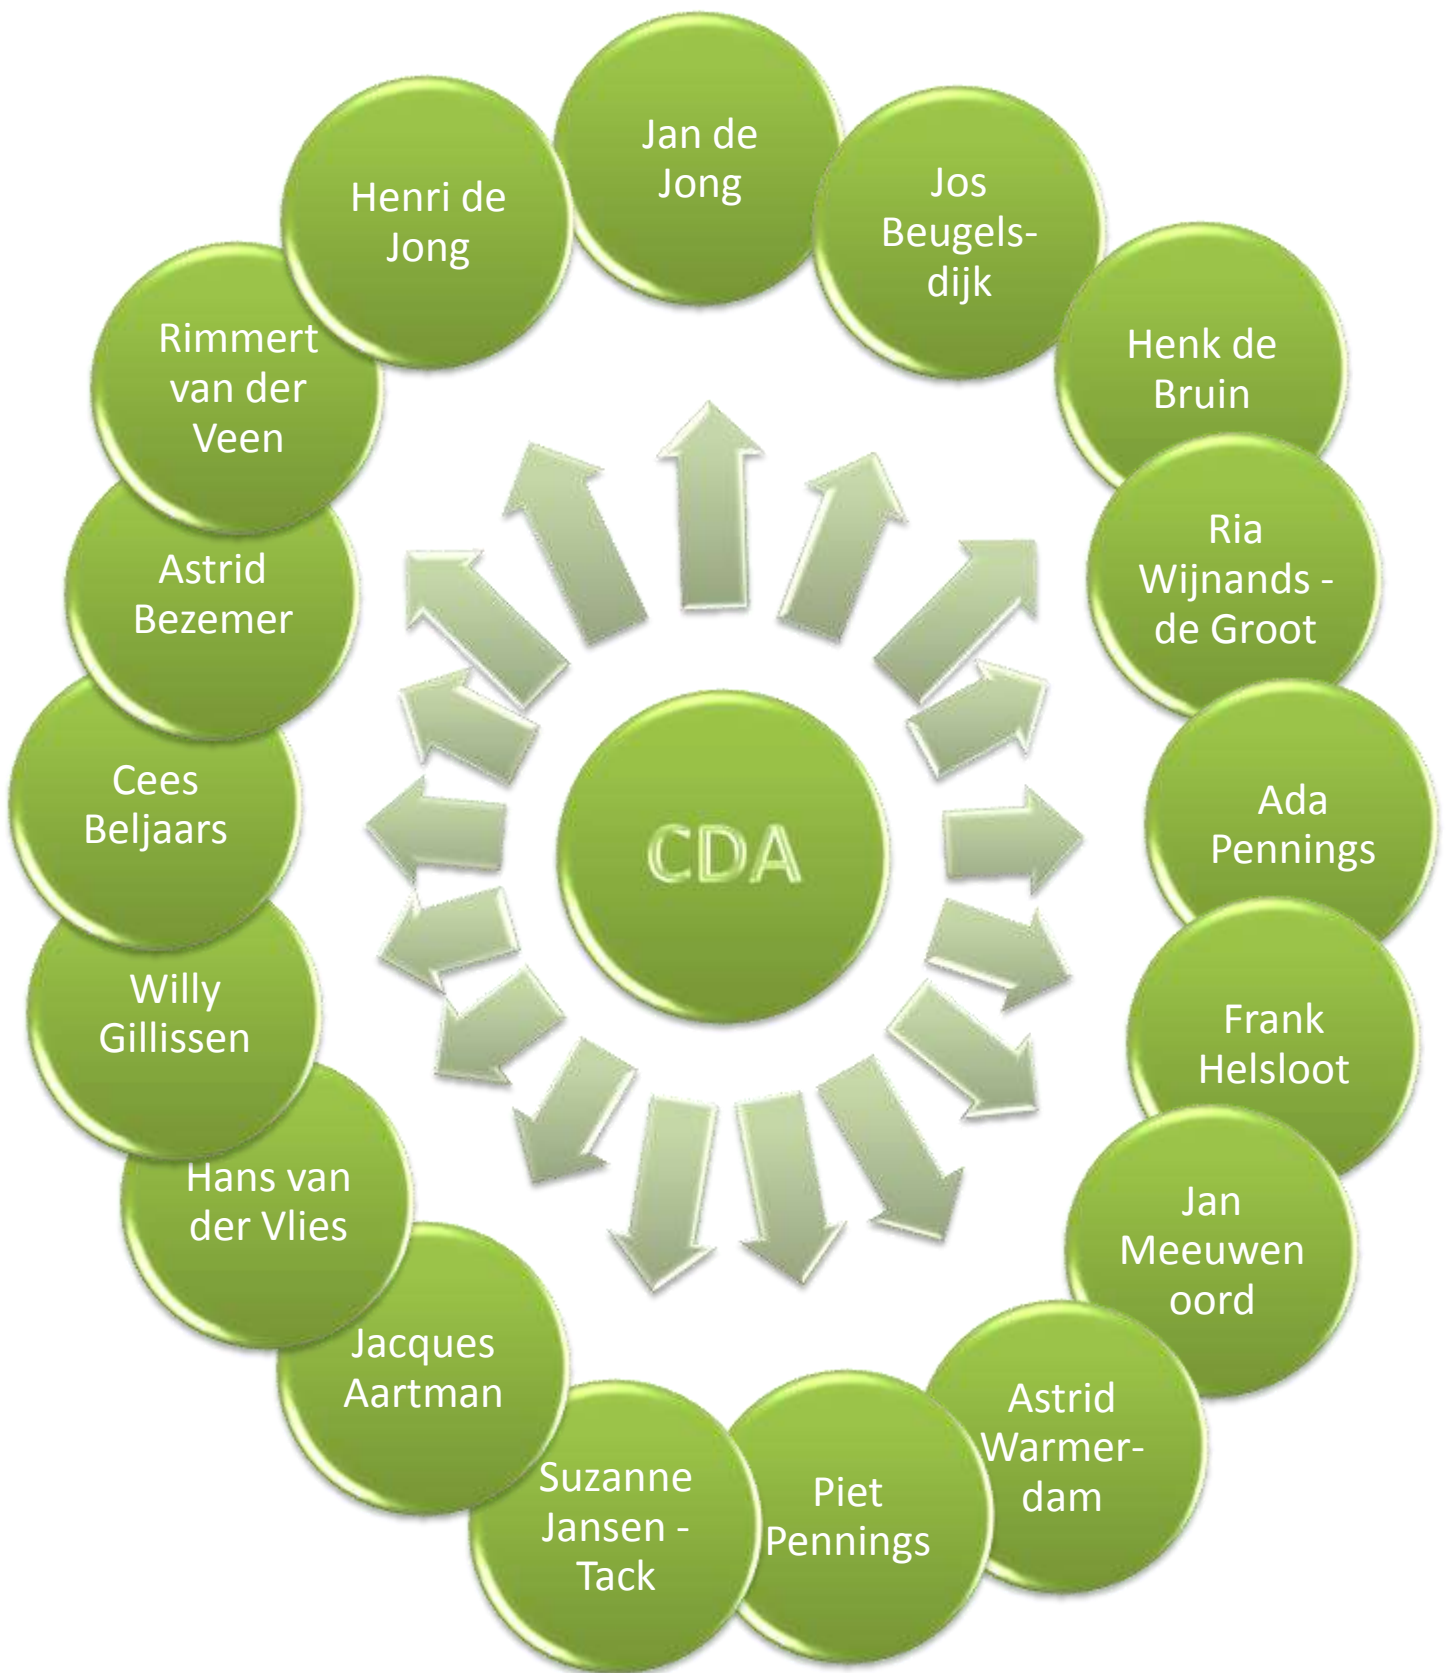 Jan de
Jong
Jos
Beugels-
dijk
Henk de
Bruin
Ria
Wijnands -
de Groot
Ada
Pennings
Frank
Helsloot
Jan
Meeuwen
oord
Astrid
Warmer-
dam
Piet
Pennings
Suzanne
Jansen -
Tack
Jacques
Aartman
Hans van
der Vlies
Willy
Gillissen
Cees
Beljaars
Astrid
Bezemer
Rimmert
van der
Veen
Henri de
Jong
CDA